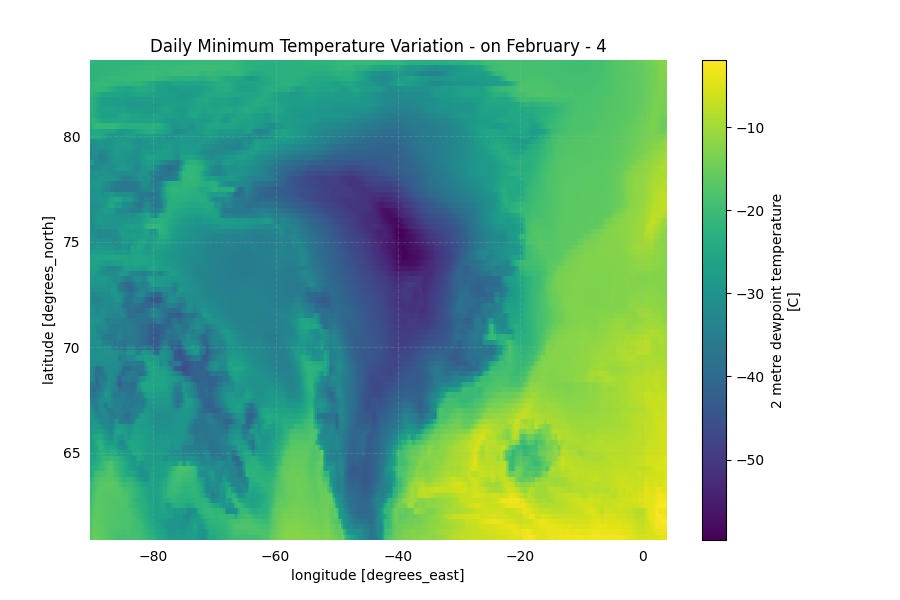 Daily Minimum Temperature Variation - on February - 4
80
75
70
65
latitude [degrees_north]
−80
−60
−40
−20
0
longitude [degrees_east]
−10
−20
−30
−40
−50
2 metre dewpoint temperature
[C]